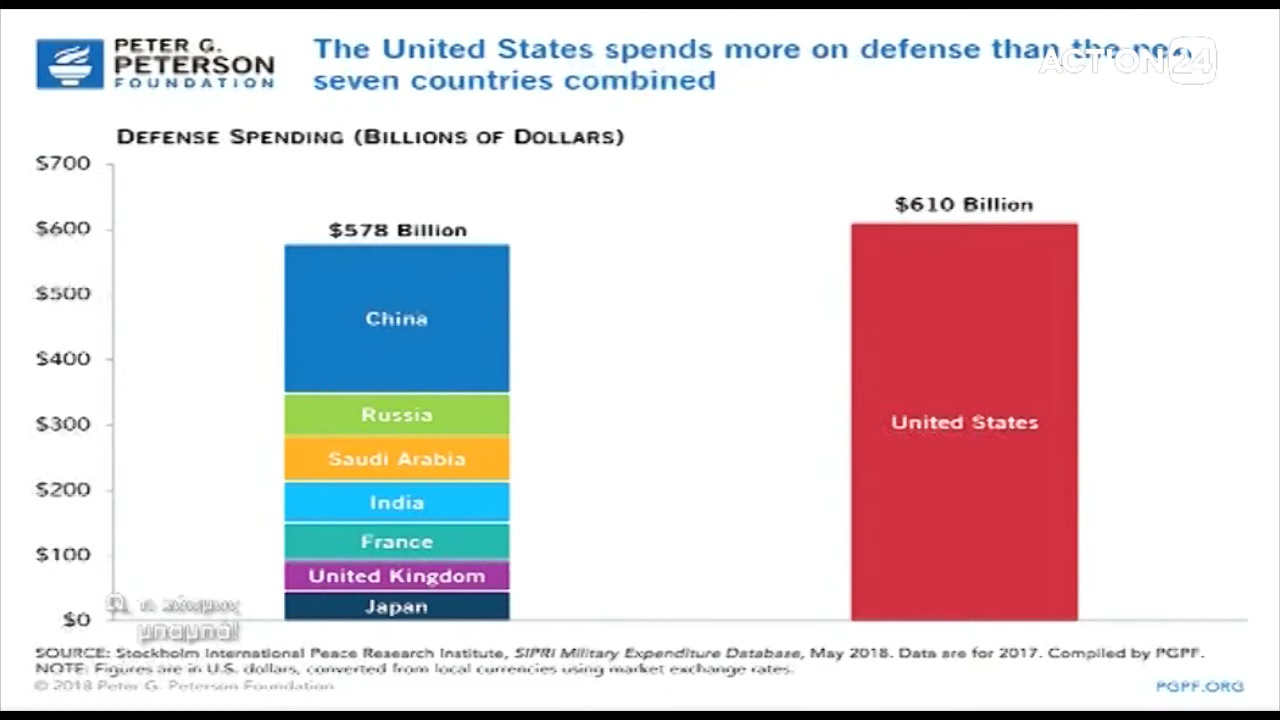 PETER G.
PETERSON
FOUNDATION
The United States spends more on defense than the
seven countries combined
ACTION 24
DEFENSE SPENDING (BILLIONS OF DOLLARS)
$700
$600
$500
$400
$300
$200
$100
$0
$578 Billion
China
Russia
Saudi Arabia
India
France
United Kingdom
Japan
$610 Billion
United States
SOURCE: Stockholm International Peace Research Institute, SIPRI Military Expenditure Database, May 2018. Data are for 2017. Compiled by PGPF.
NOTE: Figures are in U.S. dollars, converted from local currencies using market exchange rates.
© 2018 Peter G. Peterson Foundation
PGPF.ORG